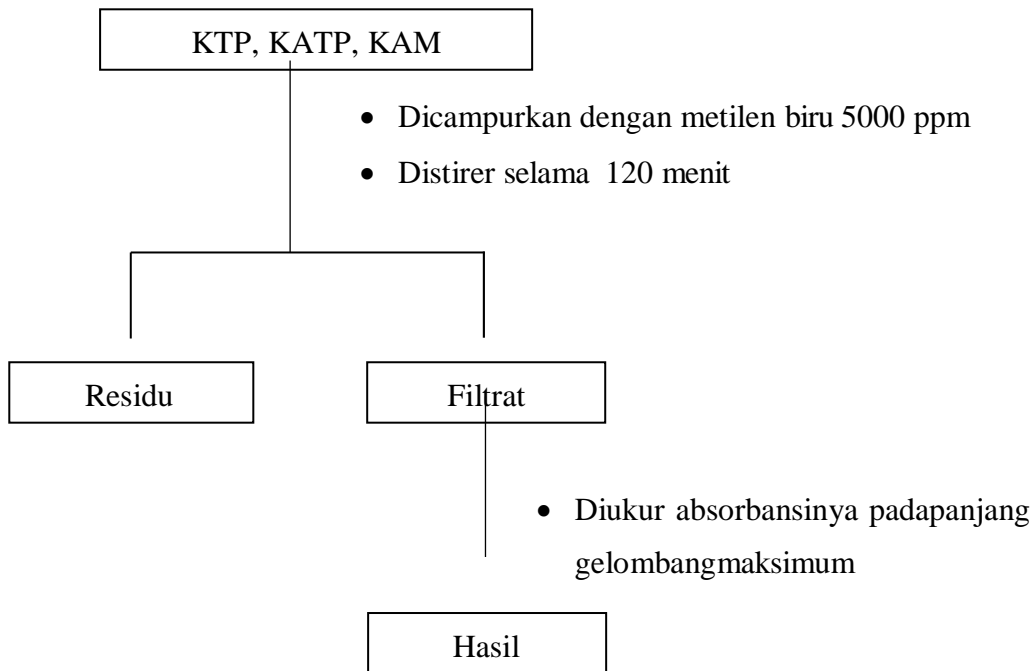 KTP, KATP, KAM
• Dicampurkan dengan metilen biru 5000 ppm
• Distirer selama 120 menit
Residu
Filtrat
• Diukur absorbansinya padapanjang
gelombangmaksimum
Hasil